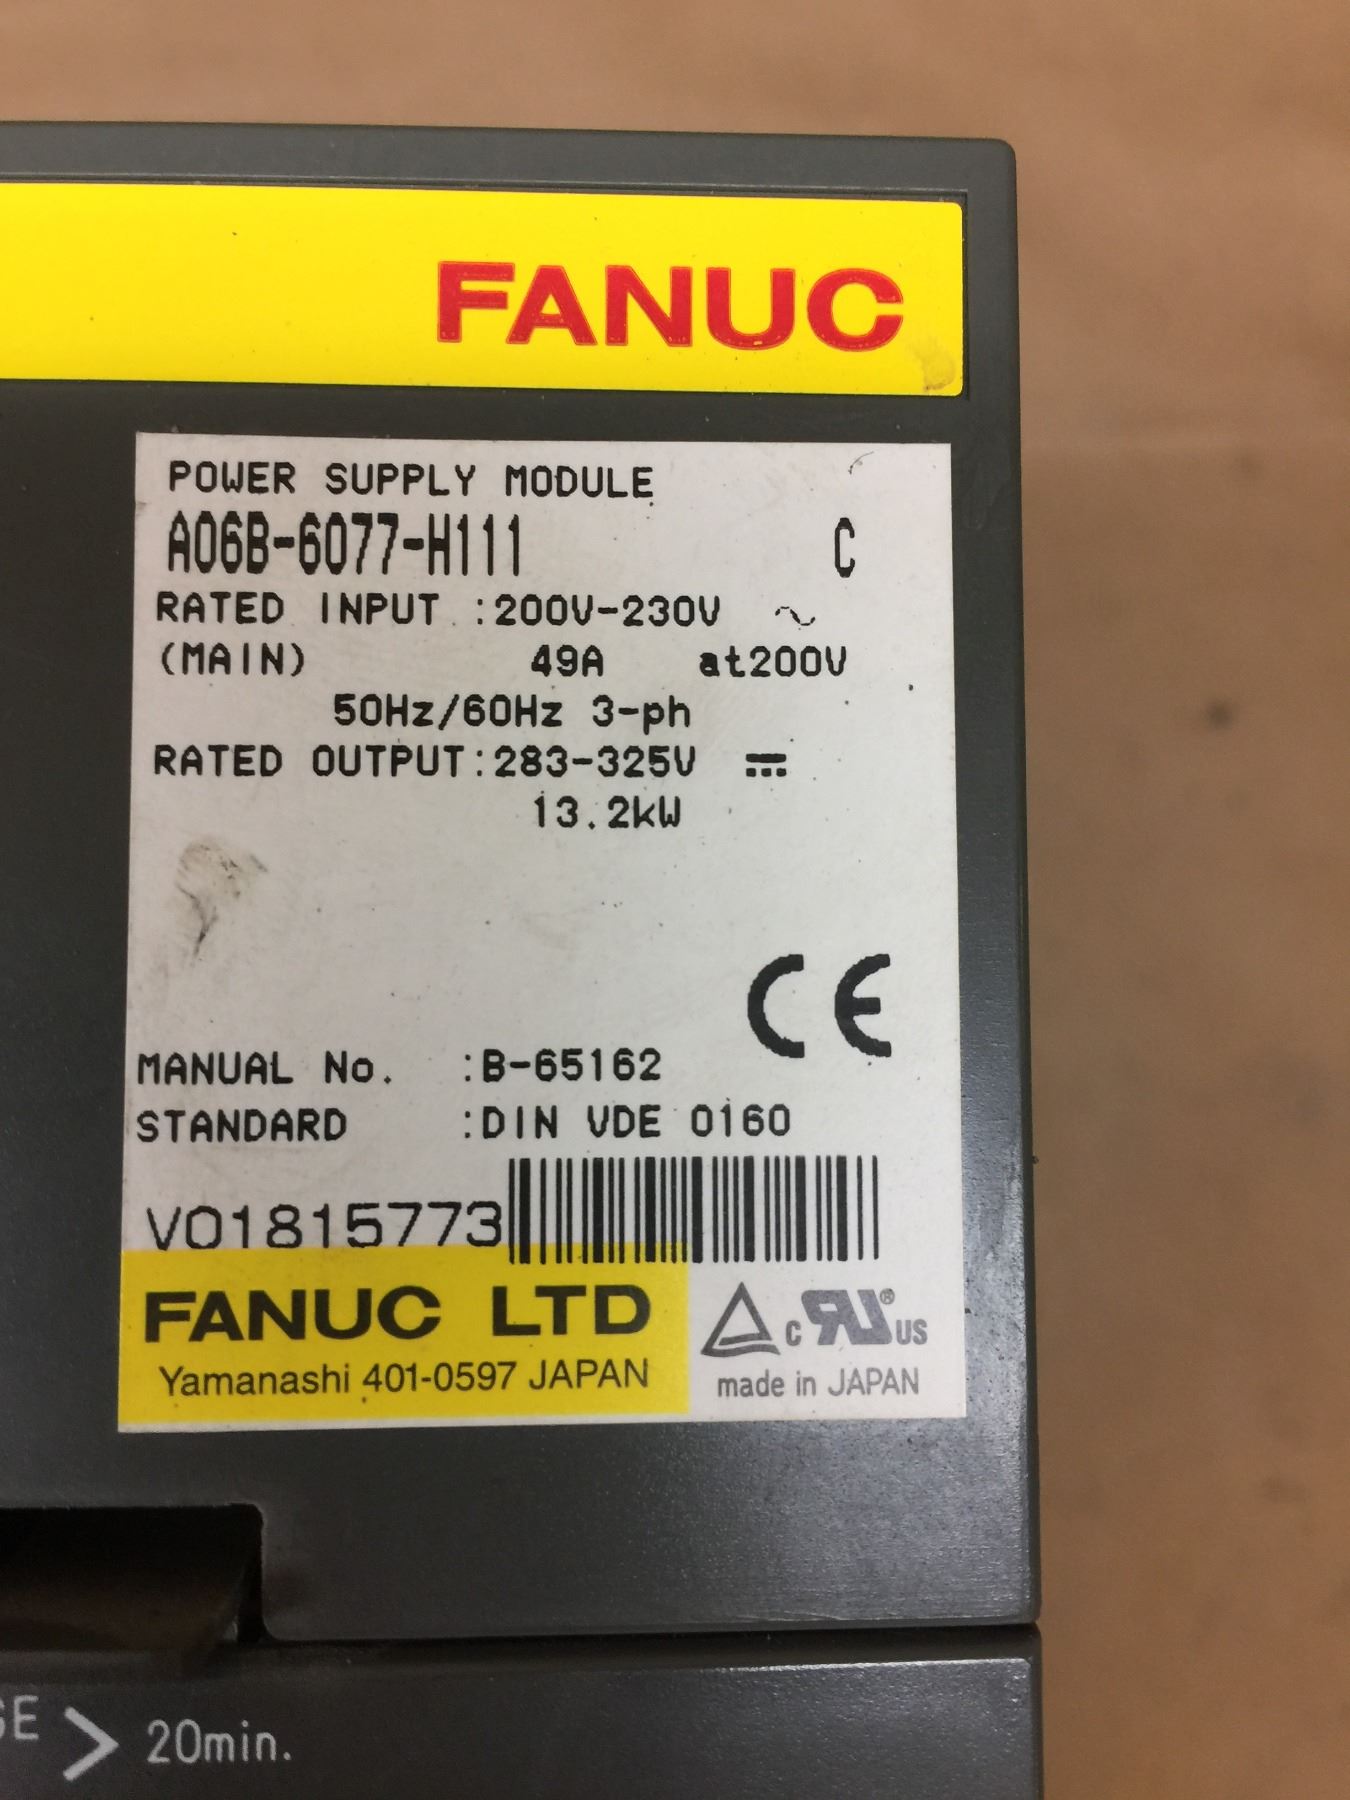 FANUC
POWER SUPPLY MODULE
A06B-6077-H111 C
RATED INPUT :200V-230V
(MAIN) 49A at200V
50Hz/60Hz 3-ph
RATED OUTPUT:283-325V
13.2kW
CE
MANUAL No. :B-65162
STANDARD :DIN VDE 0160
V01815773
FANUC LTD
Yamanashi 401-0597 JAPAN
c RU ® US
made in JAPAN
> 20min.